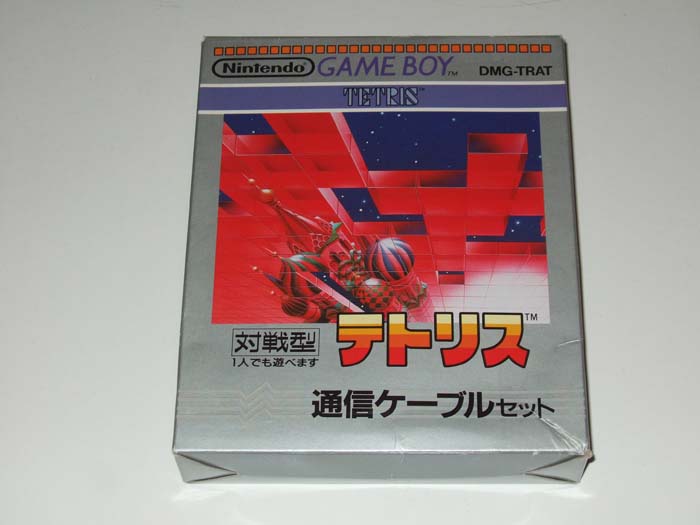 Nintendo GAME BOY™ DMG-TRAT
TETRIS™
対戦型 テトリス™
1人でも遊べます
通信ケーブルセット